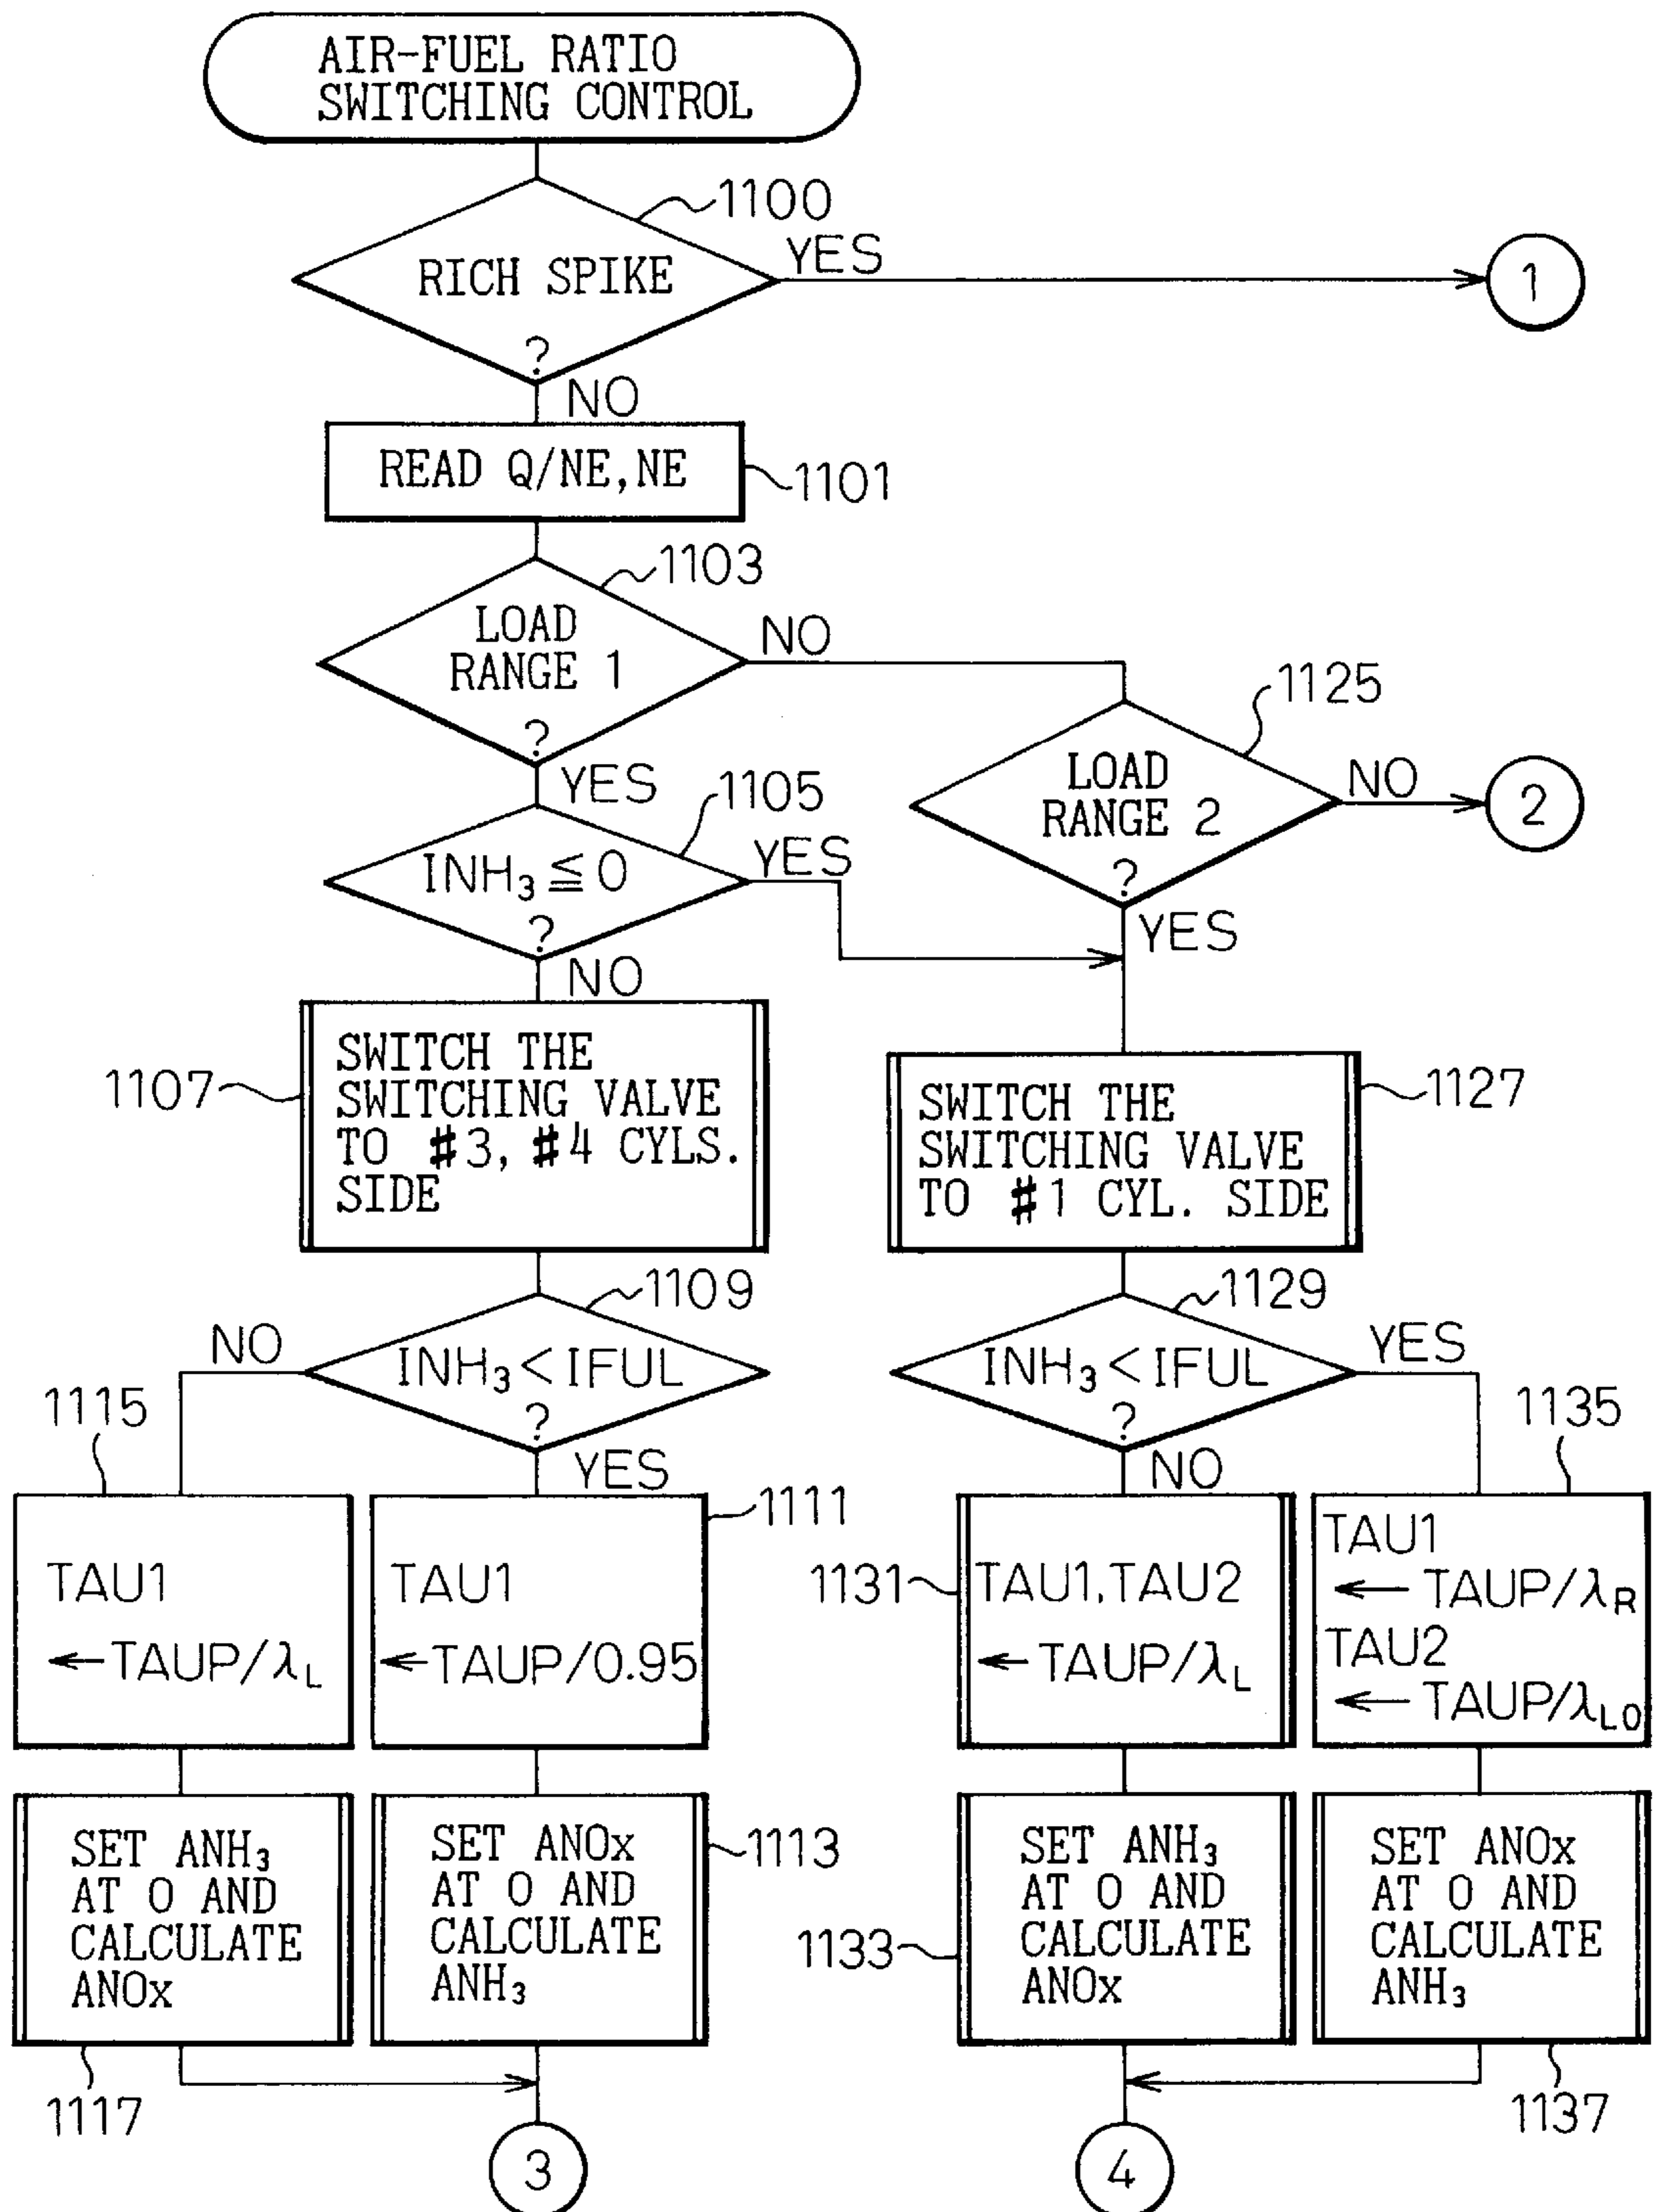 AIR-FUEL RATIO
SWITCHING CONTROL
1100
RICH SPIKE
?
YES
1
NO
READ Q/NE,NE
1101
1103
LOAD
RANGE 1
?
NO
YES
1125
LOAD
RANGE 2
?
NO
2
YES
1105
INH₃≦0
?
YES
NO
1107
SWITCH THE
SWITCHING VALVE
TO #3, #4 CYLS.
SIDE
1127
SWITCH THE
SWITCHING VALVE
TO #1 CYL. SIDE
1109
INH₃<IFUL
?
NO
YES
1129
INH₃<IFUL
?
YES
NO
1115
TAU1
←TAUP/λL
1111
TAU1
←TAUP/0.95
1131
TAU1,TAU2
←TAUP/λL
1135
TAU1
← TAUP/λR
TAU2
← TAUP/λLO
SET ANH₃
AT 0 AND
CALCULATE
ANOx
1117
SET ANOx
AT 0 AND
CALCULATE
ANH₃
1113
1133
SET ANH₃
AT 0 AND
CALCULATE
ANOx
SET ANOx
AT 0 AND
CALCULATE
ANH₃
1137
3
4